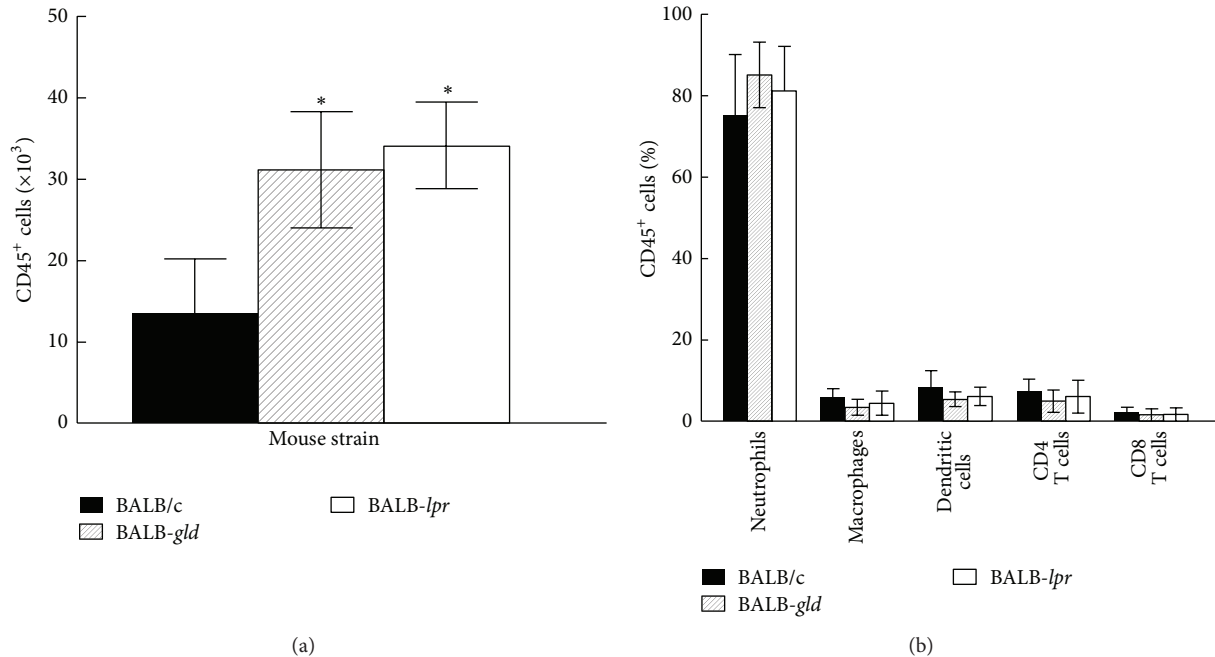 50
40
30
20
10
0
CD45+ cells (×10³)
*
*
Mouse strain
BALB/c
BALB-gld
BALB-lpr
(a)
100
80
60
40
20
0
CD45+ cells (%)
Neutrophils
Macrophages
Dendritic
cells
CD4
T cells
CD8
T cells
BALB/c
BALB-gld
BALB-lpr
(b)